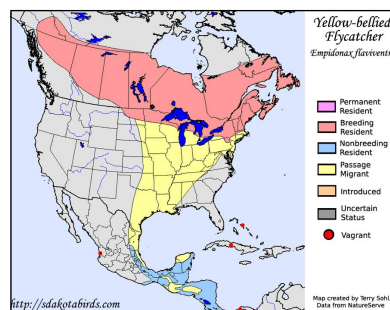 Yellow-bellied
Flycatcher
Empidonax flavivents
Permanent
Resident
Breeding
Resident
Nonbreeding
Resident
Passage
Migrant
Introduced
Uncertain
Status
Vagrant
http://sdakotabirds.com
Map created by Terry Sohl
Data from NatureServe